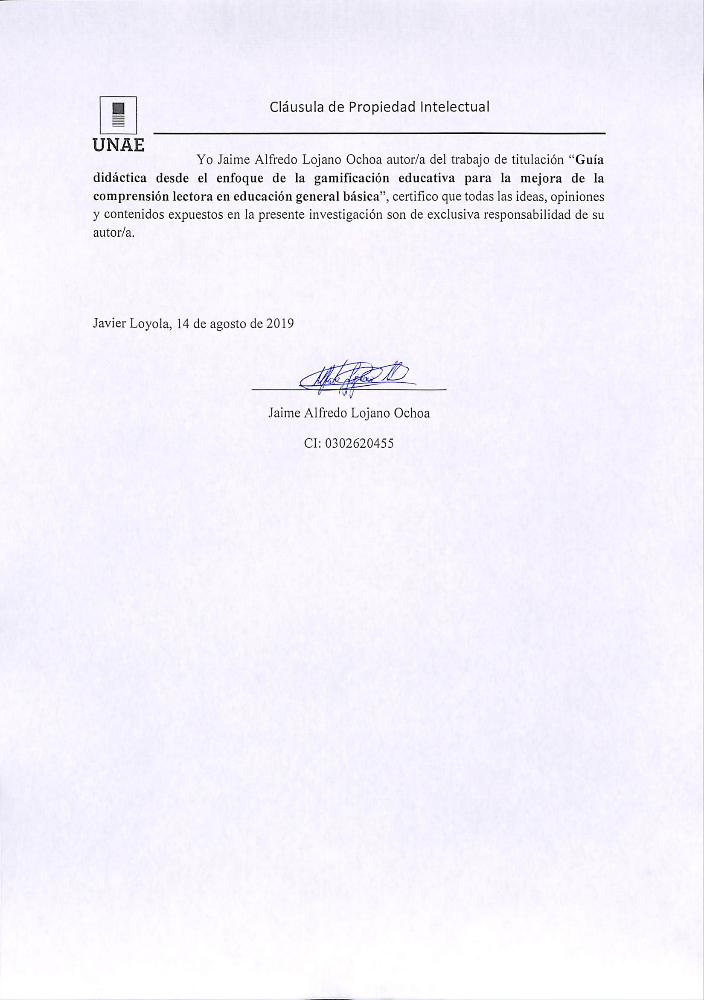 Cláusula de Propiedad Intelectual
UNAE
Yo Jaime Alfredo Lojano Ochoa autor/a del trabajo de titulación “Guía
didáctica desde el enfoque de la gamificación educativa para la mejora de la
comprensión lectora en educación general básica”, certifico que todas las ideas, opiniones
y contenidos expuestos en la presente investigación son de exclusiva responsabilidad de su
autor/a.
Javier Loyola, 14 de agosto de 2019
Jaime Alfredo Lojano Ochoa
CI: 0302620455